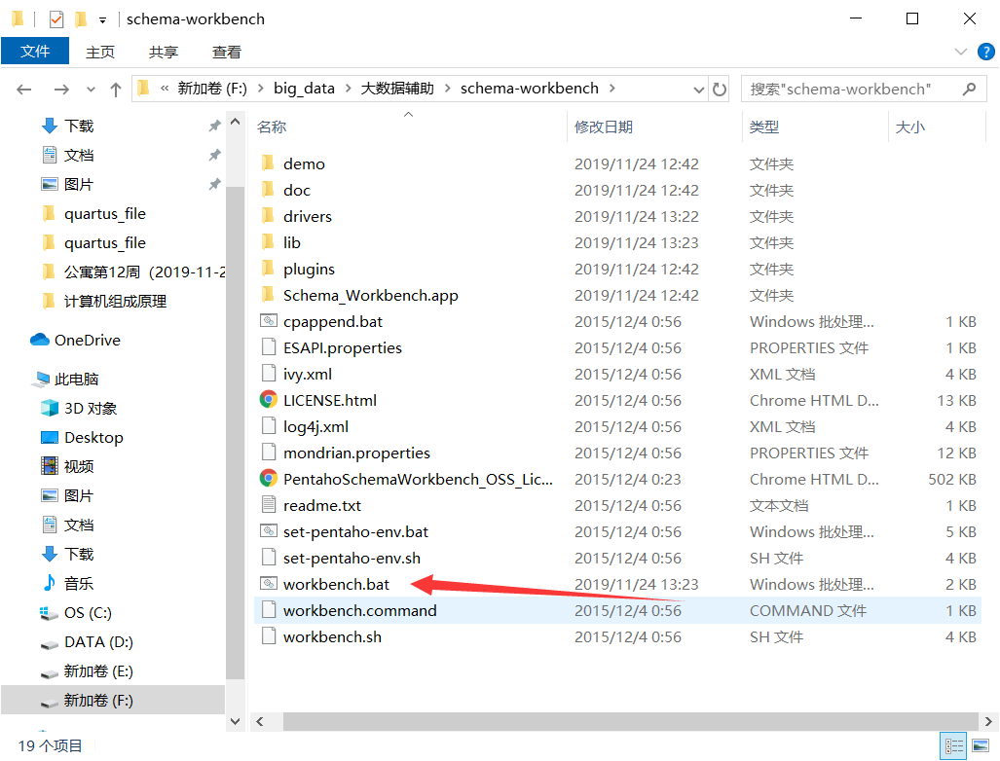 schema-workbench
文件 主页 共享 查看
« 新加卷 (F:) › big_data › 大数据辅助 › schema-workbench ›
搜索"schema-workbench"
下载
文档
图片
quartus_file
quartus_file
公寓第12周（2019-11-2
计算机组成原理
OneDrive
此电脑
3D 对象
Desktop
视频
图片
文档
下载
音乐
OS (C:)
DATA (D:)
新加卷 (E:)
新加卷 (F:)
名称 修改日期 类型 大小
demo 2019/11/24 12:42 文件夹
doc 2019/11/24 12:42 文件夹
drivers 2019/11/24 13:22 文件夹
lib 2019/11/24 13:23 文件夹
plugins 2019/11/24 12:42 文件夹
Schema_Workbench.app 2019/11/24 12:42 文件夹
cpappend.bat 2015/12/4 0:56 Windows 批处理... 1 KB
ESAPI.properties 2015/12/4 0:56 PROPERTIES 文件 1 KB
ivy.xml 2015/12/4 0:56 XML 文档 4 KB
LICENSE.html 2015/12/4 0:56 Chrome HTML D... 13 KB
log4j.xml 2015/12/4 0:56 XML 文档 4 KB
mondrian.properties 2015/12/4 0:56 PROPERTIES 文件 12 KB
PentahoSchemaWorkbench_OSS_Lic... 2015/12/4 0:23 Chrome HTML D... 502 KB
readme.txt 2015/12/4 0:56 文本文档 1 KB
set-pentaho-env.bat 2015/12/4 0:56 Windows 批处理... 5 KB
set-pentaho-env.sh 2015/12/4 0:56 SH 文件 4 KB
workbench.bat 2019/11/24 13:23 Windows 批处理... 2 KB
workbench.command 2015/12/4 0:56 COMMAND 文件 1 KB
workbench.sh 2015/12/4 0:56 SH 文件 4 KB
19 个项目